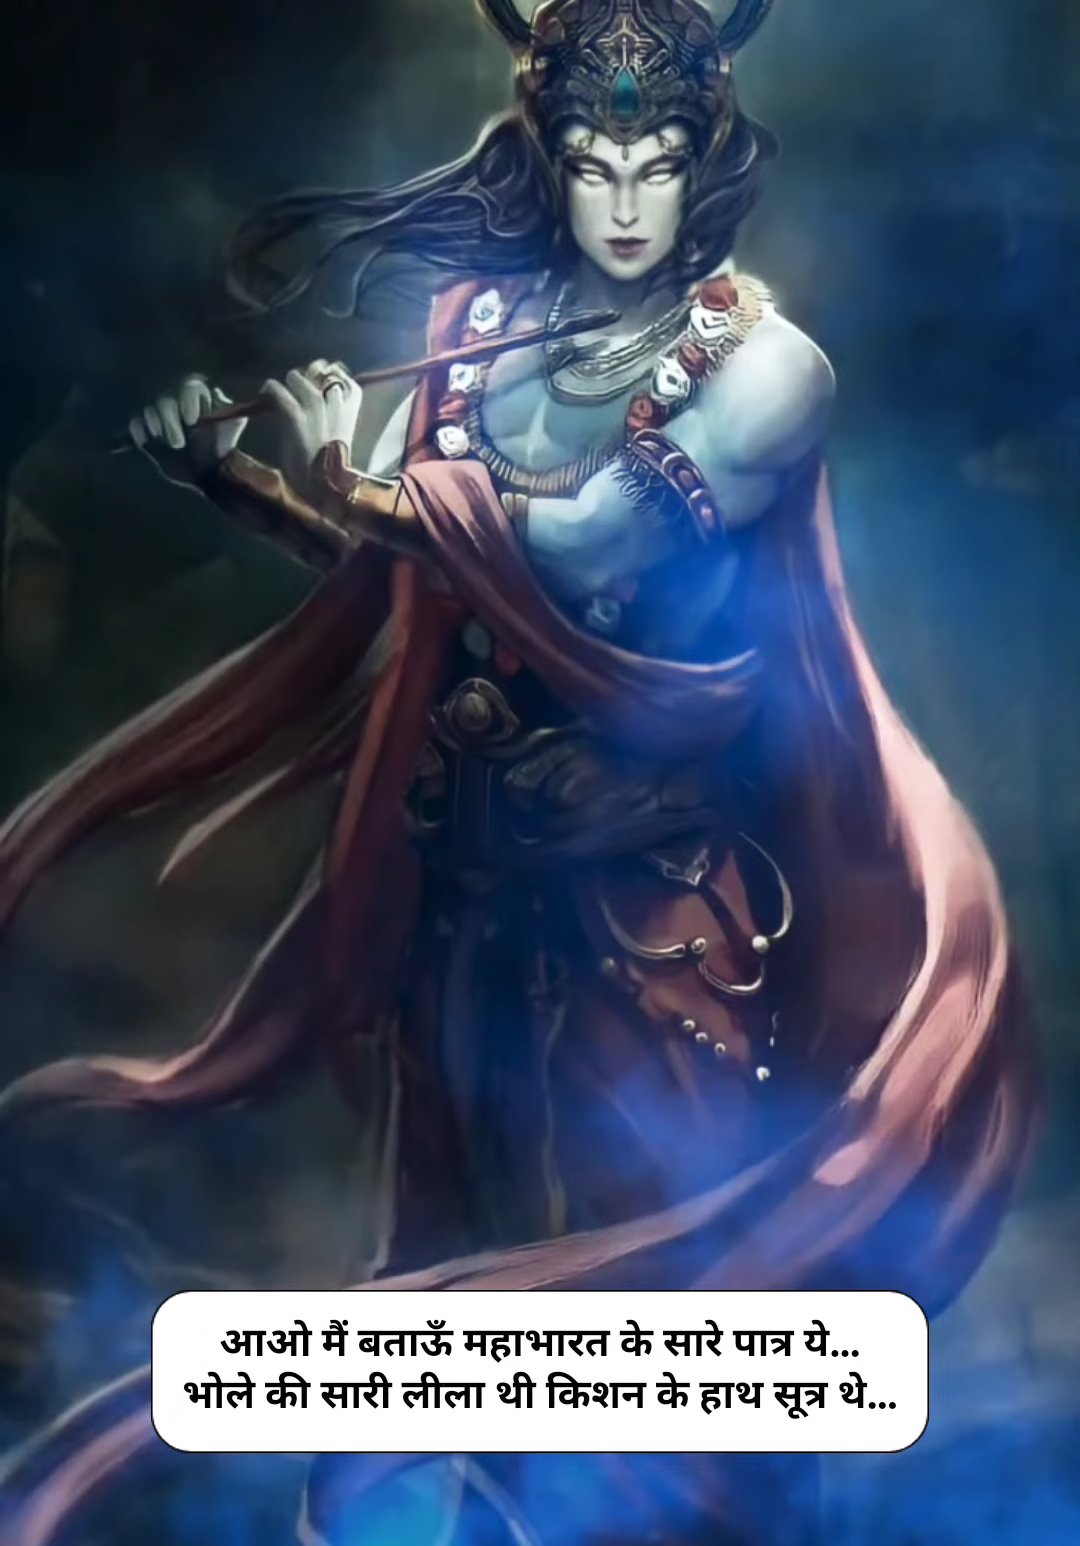 आओ मैं बताऊँ महाभारत के सारे पात्र ये...
भोले की सारी लीला थी किशन के हाथ सूत्र थे...